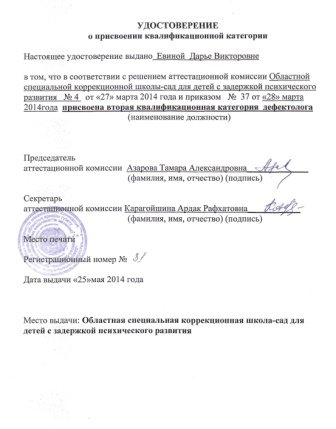 УДОСТОВЕРЕНИЕ
о присвоении квалификационной категории
Настоящее удостоверение выдано Евиной Дарье Викторовне
в том, что в соответствии с решением аттестационной комиссии Областной
специальной коррекционной школы-сад для детей с задержкой психического
развития № 4 от «27» марта 2014 года и приказом № 37 от «28» марта
2014года присвоена вторая квалификационная категория дефектолога
(наименование должности)
Председатель
аттестационной комиссии Азарова Тамара Александровна
(фамилия, имя, отчество) (подпись)
Секретарь
аттестационной комиссии Карагойшина Ардак Рафхатовна
(фамилия, имя, отчество) (подпись)
Место печати
Регистрационный номер №
Дата выдачи «25»мая 2014 года
Место выдачи: Областная специальная коррекционная школа-сад для
детей с задержкой психического развития